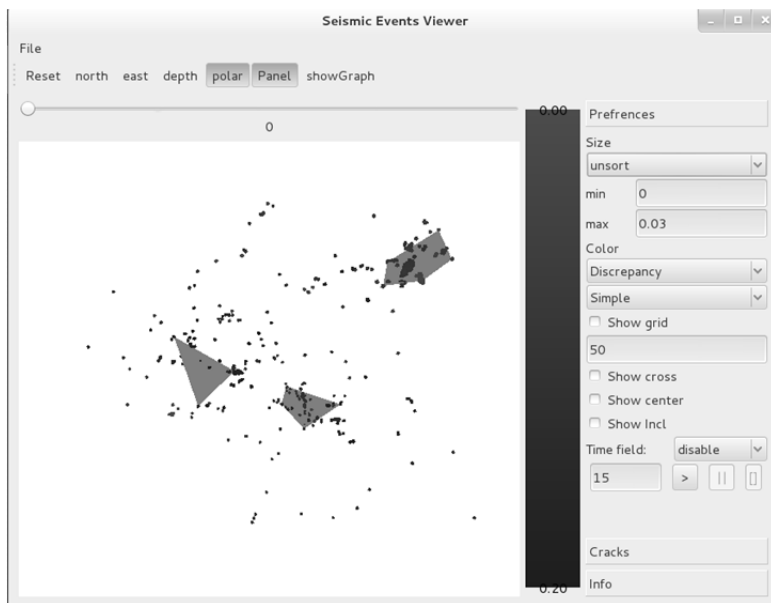 Seismic Events Viewer
File
Reset north east depth polar Panel showGraph
0
0.00
0.20
Prefrences
Size
unsort
min 0
max 0.03
Color
Discrepancy
Simple
Show grid
50
Show cross
Show center
Show Incl
Time field: disable
15 > || []
Cracks
Info